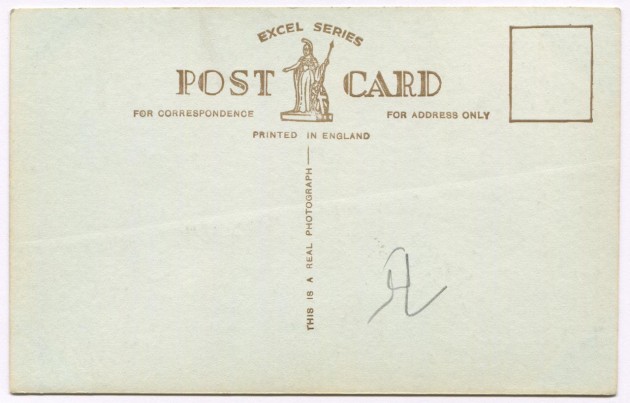 EXCEL SERIES
POST CARD
FOR CORRESPONDENCE
FOR ADDRESS ONLY
PRINTED IN ENGLAND
THIS IS A REAL PHOTOGRAPH